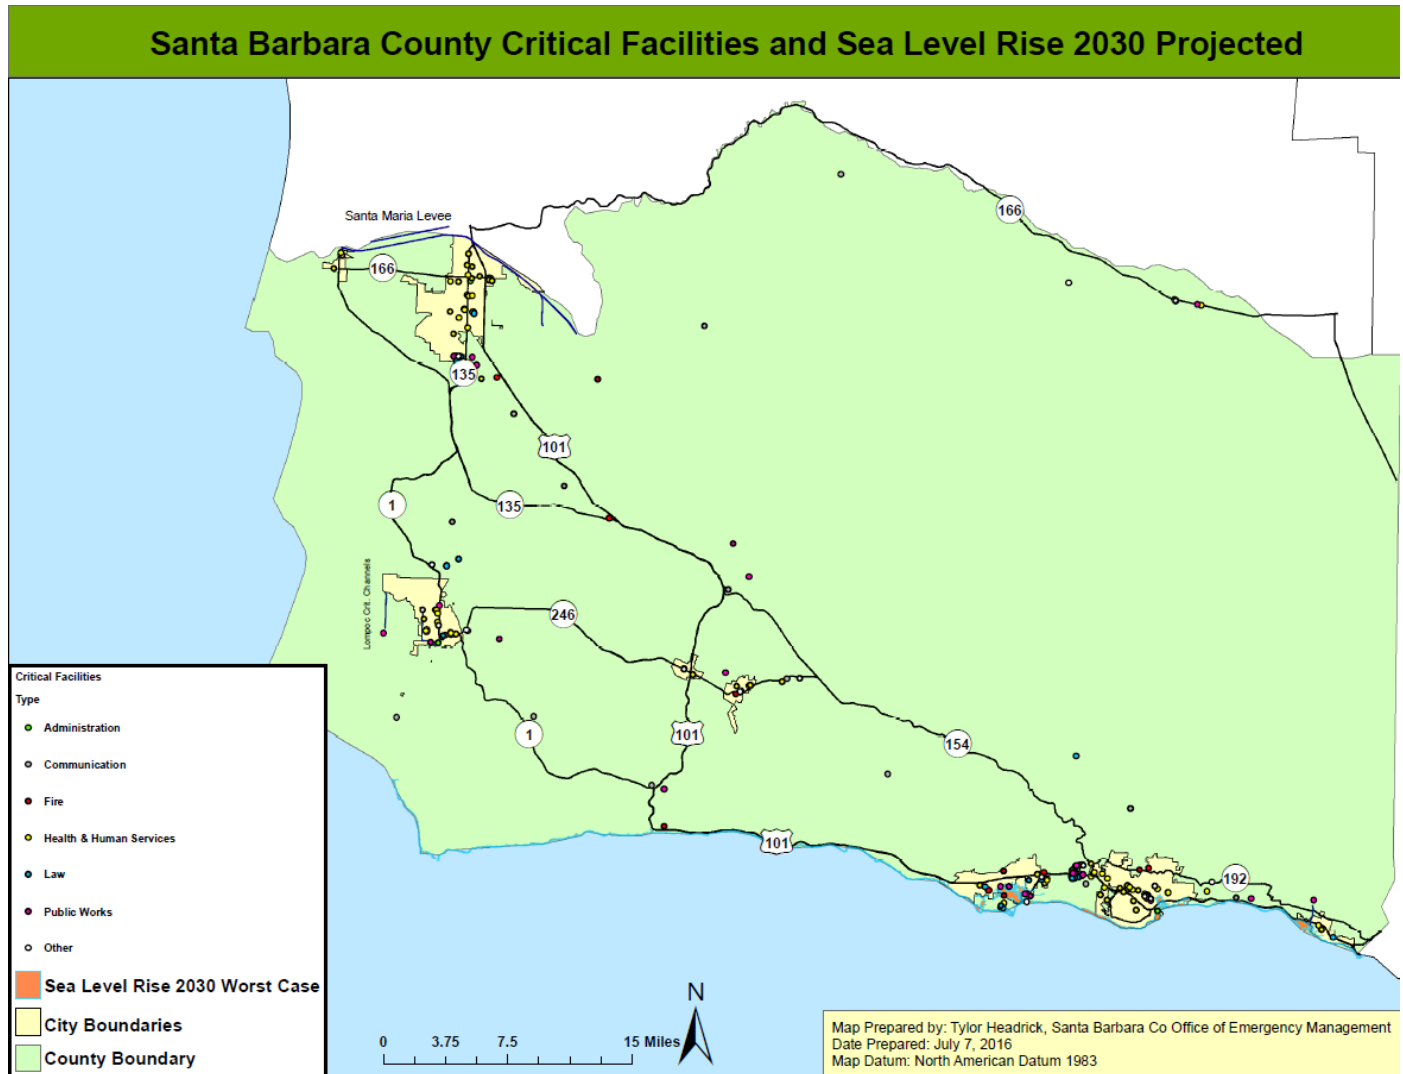 Santa Barbara County Critical Facilities and Sea Level Rise 2030 Projected
Santa Maria Levee
166
166
135
101
1
135
Lompoc Crit. Channels
246
1
101
154
101
192
Critical Facilities
Type
Administration
Communication
Fire
Health & Human Services
Law
Public Works
Other
Sea Level Rise 2030 Worst Case
City Boundaries
County Boundary
N
0 3.75 7.5 15 Miles
Map Prepared by: Tylor Headrick, Santa Barbara Co Office of Emergency Management
Date Prepared: July 7, 2016
Map Datum: North American Datum 1983